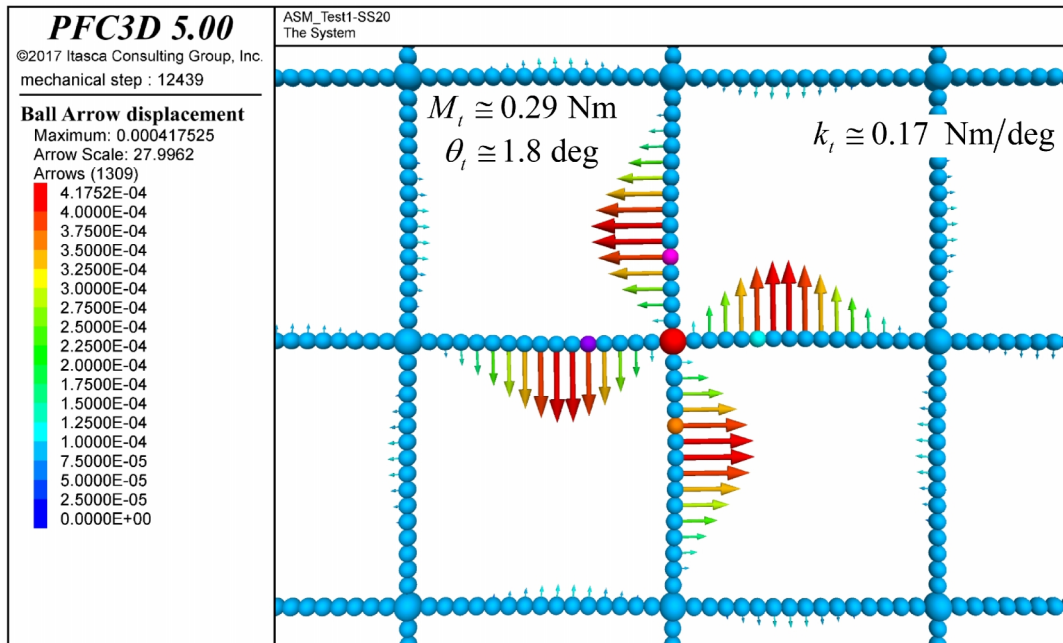 PFC3D 5.00
©2017 Itasca Consulting Group, Inc.
mechanical step : 12439
Ball Arrow displacement
Maximum: 0.000417525
Arrow Scale: 27.9962
Arrows (1309)
4.1752E-04
4.0000E-04
3.7500E-04
3.5000E-04
3.2500E-04
3.0000E-04
2.7500E-04
2.5000E-04
2.2500E-04
2.0000E-04
1.7500E-04
1.5000E-04
1.2500E-04
1.0000E-04
7.5000E-05
5.0000E-05
2.5000E-05
0.0000E+00
ASM_Test1-SS20
The System
M_t ≅ 0.29 Nm
θ_t ≅ 1.8 deg
k_t ≅ 0.17 Nm/deg